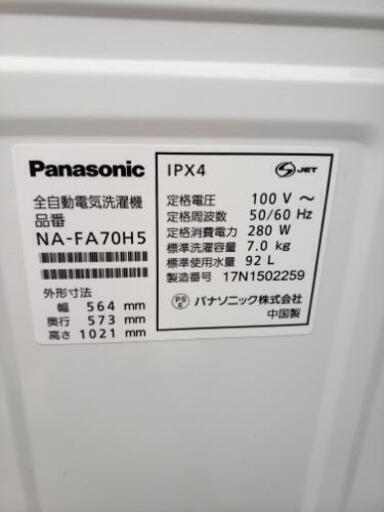 Panasonic
全自動電気洗濯機
品番
NA-FA70H5
外形寸法
幅 564 mm
奥行 573 mm
高さ 1021 mm
IPX4
S JET
定格電圧 100 V ～
定格周波数 50/60 Hz
定格消費電力 280 W
標準洗濯容量 7.0 kg
標準使用水量 92 L
製造番号 17N1502259
PS E パナソニック株式会社
中国製